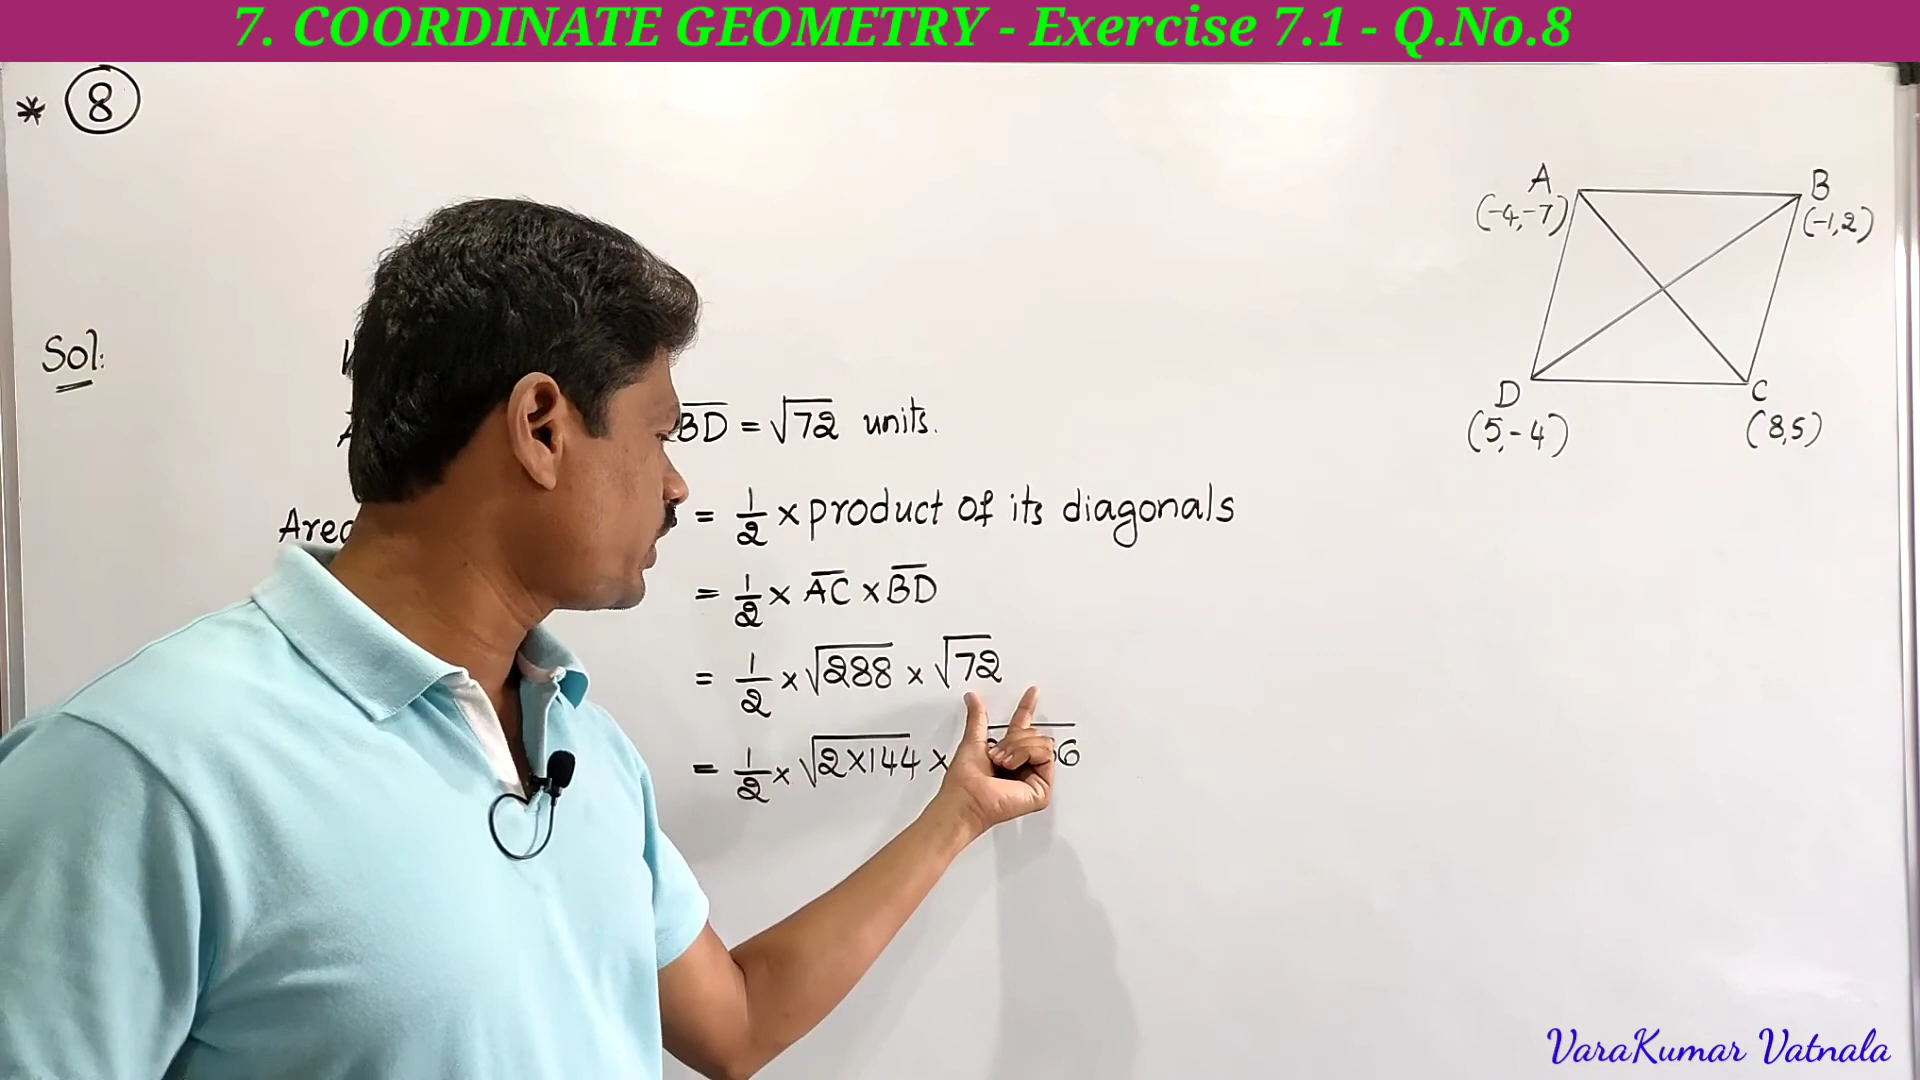 7. COORDINATE GEOMETRY - Exercise 7.1 - Q.No.8
* 8
A
(-4,-7)
B
(-1,2)
D
(5,-4)
C
(8,5)
Sol:
BD = √72 units.
= 1/2 × product of its diagonals
= 1/2 × AC × BD
= 1/2 × √288 × √72
= 1/2 × √2×144 ×
VaraKumar Vatnala